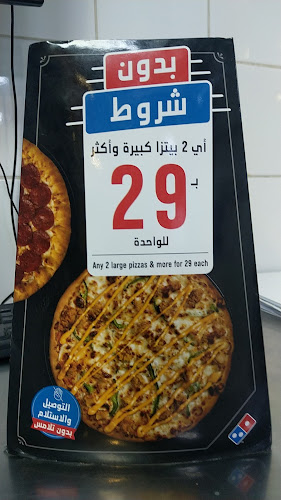 بدون
شروط
أي 2 بيتزا كبيرة وأكثر
بـ
29
للواحدة
Any 2 large pizzas & more for 29 each
التوصيل
والاستلام
بدون تلامس